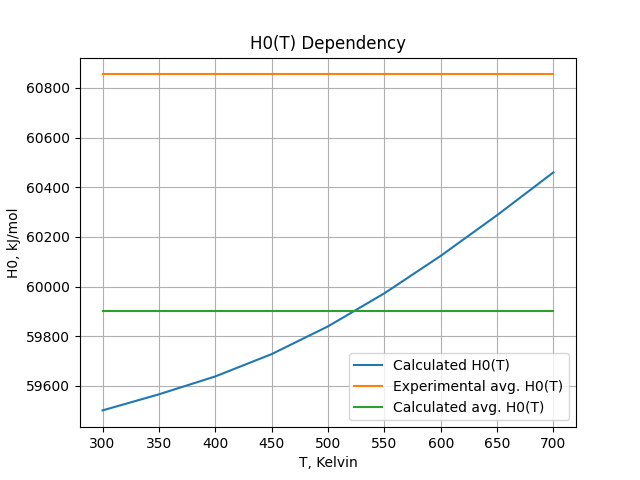 H0(T) Dependency
H0, kJ/mol
60800
60600
60400
60200
60000
59800
59600
Calculated H0(T)
Experimental avg. H0(T)
Calculated avg. H0(T)
300 350 400 450 500 550 600 650 700
T, Kelvin